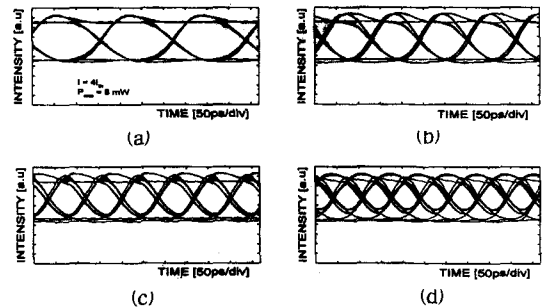 INTENSITY [a.u]
I = 4I
= 8 mW
TIME [50ps/div]
(a)
INTENSITY [a.u]
TIME [50ps/div]
(b)
INTENSITY [a.u]
TIME [50ps/div]
(c)
INTENSITY [a.u]
TIME [50ps/div]
(d)